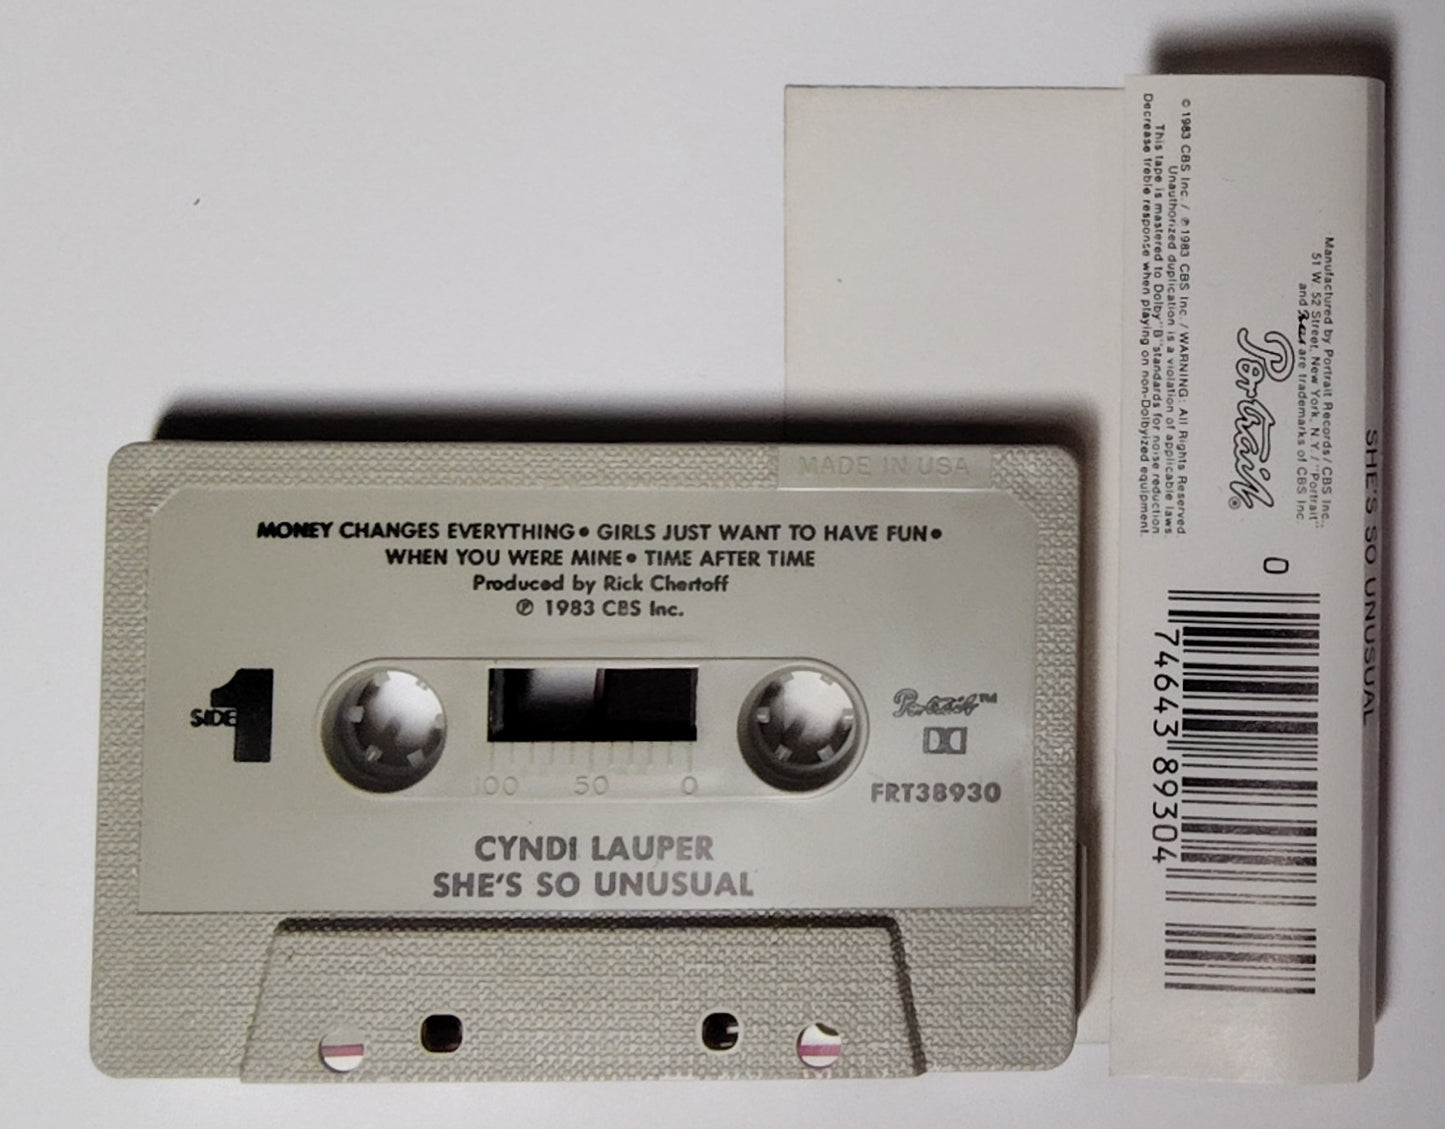 MADE IN USA
MONEY CHANGES EVERYTHING • GIRLS JUST WANT TO HAVE FUN •
WHEN YOU WERE MINE • TIME AFTER TIME
Produced by Rick Chertoff
℗ 1983 CBS Inc.
SIDE 1
Portrait™
100 50 0
FRT38930
CYNDI LAUPER
SHE'S SO UNUSUAL
SHE'S SO UNUSUAL
Manufactured by Portrait Records/CBS Inc.,
51 W. 52 Street, New York, N.Y./"Portrait"
and are trademarks of CBS Inc.
Portrait®
© 1983 CBS Inc./℗ 1983 CBS Inc./WARNING: All Rights Reserved
Unauthorized duplication is a violation of applicable laws.
This tape is mastered to Dolby "B" standards for noise reduction
Decrease treble response when playing on non-Dolbyized equipment.
0
74643 89304